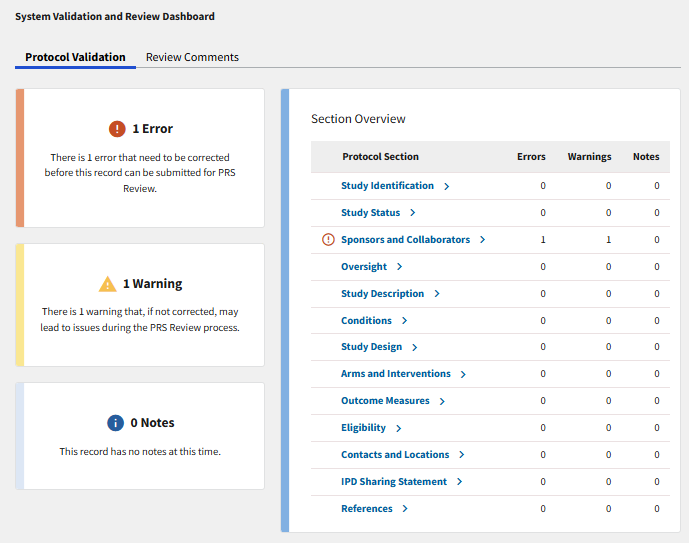 System Validation and Review Dashboard
Protocol Validation Review Comments
1 Error
There is 1 error that need to be corrected
before this record can be submitted for PRS
Review.
1 Warning
There is 1 warning that, if not corrected, may
lead to issues during the PRS Review process.
0 Notes
This record has no notes at this time.
Section Overview
Protocol Section Errors Warnings Notes
Study Identification 0 0 0
Study Status 0 0 0
Sponsors and Collaborators 1 1 0
Oversight 0 0 0
Study Description 0 0 0
Conditions 0 0 0
Study Design 0 0 0
Arms and Interventions 0 0 0
Outcome Measures 0 0 0
Eligibility 0 0 0
Contacts and Locations 0 0 0
IPD Sharing Statement 0 0 0
References 0 0 0